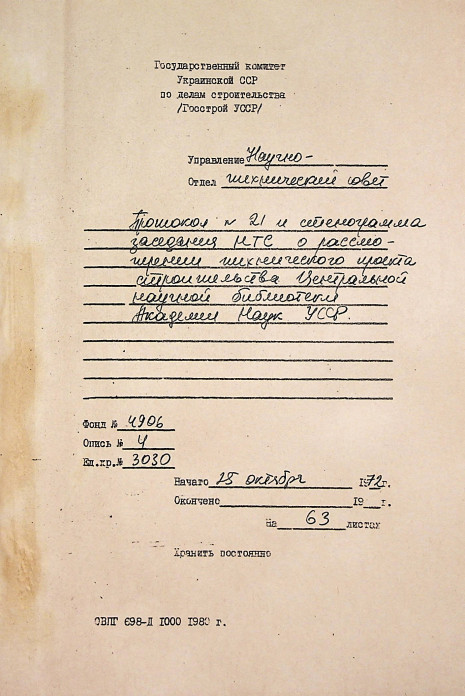 Государственный комитет
Украинской ССР
по делам строительства
/Госстрой УССР/
Управление Научно-
Отдел технический совет
Протокол № 21 и стенограмма
заседания НТС о рассмо-
трении технического проекта
строительства Центральной
научной библиотеки
Академии Наук УССР.
Фонд № 4906
Опись № 4
Ед.хр.№ 3030
Начато 25 октября 1972г.
Окончено 19 г.
На 63 листах
Хранить постоянно
ОВПГ 698-Д 1000 1980 г.